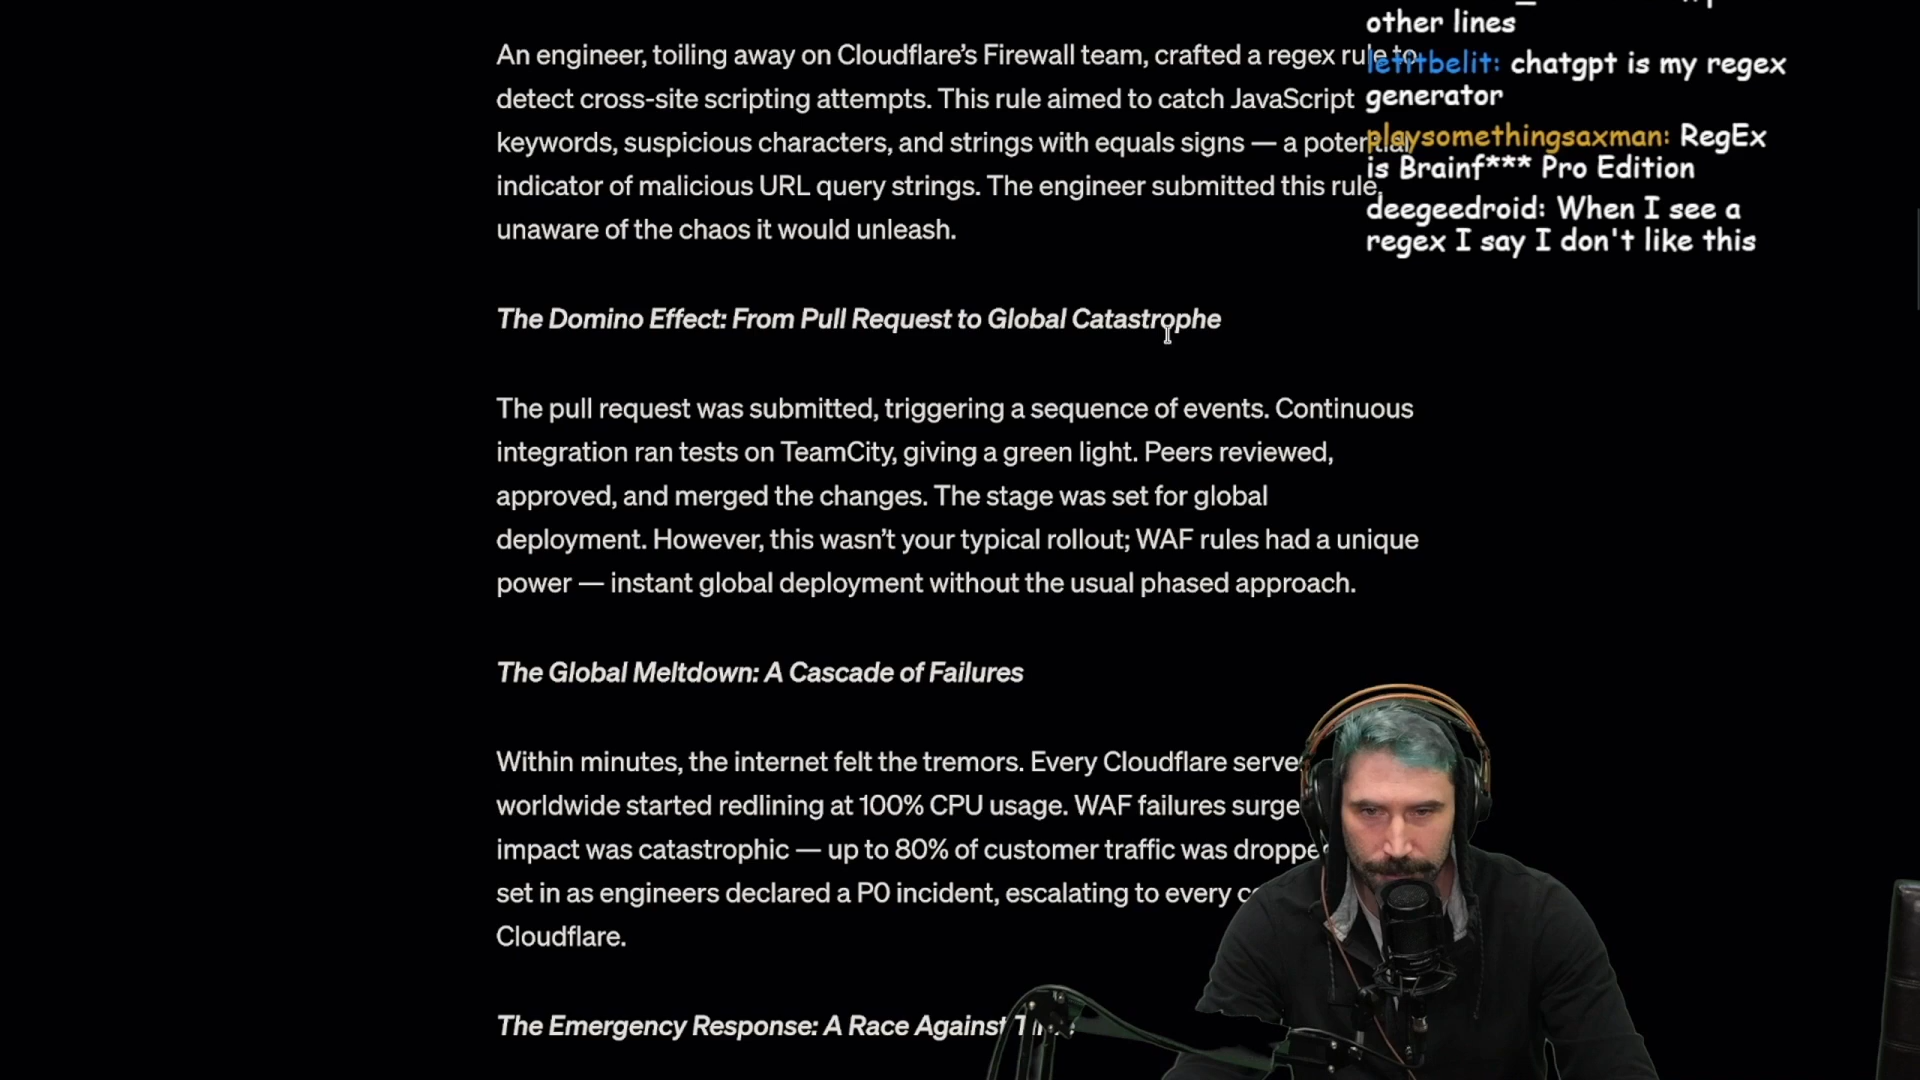 An engineer, toiling away on Cloudflare's Firewall team, crafted a regex rule to
detect cross-site scripting attempts. This rule aimed to catch JavaScript
keywords, suspicious characters, and strings with equals signs — a potential
indicator of malicious URL query strings. The engineer submitted this rule,
unaware of the chaos it would unleash.
The Domino Effect: From Pull Request to Global Catastrophe
The pull request was submitted, triggering a sequence of events. Continuous
integration ran tests on TeamCity, giving a green light. Peers reviewed,
approved, and merged the changes. The stage was set for global
deployment. However, this wasn't your typical rollout; WAF rules had a unique
power — instant global deployment without the usual phased approach.
The Global Meltdown: A Cascade of Failures
Within minutes, the internet felt the tremors. Every Cloudflare
worldwide started redlining at 100% CPU usage. WAF failures
impact was catastrophic — up to 80% of customer traffic was
set in as engineers declared a P0 incident, escalating to every
Cloudflare.
The Emergency Response: A Race Against
other lines
letitbelit: chatgpt is my regex
generator
playsomethingsaxman: RegEx
is Brainf*** Pro Edition
deegeedroid: When I see a
regex I say I don't like this